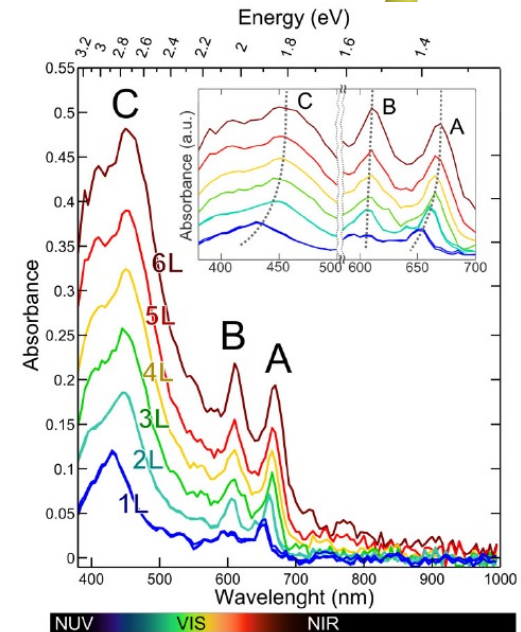 Energy (eV)
3.2 3 2.8 2.6 2.4 2.2 2 1.8 1.6 1.4
0.55
0.5
0.45
0.4
0.35
0.3
0.25
0.2
0.15
0.1
0.05
0
Absorbance
C
B
A
6L
5L
4L
3L
2L
1L
Absorbance (a.u.)
C
B
A
400 450 500 600 650 700
400 500 600 700 800 900 1000
Wavelenght (nm)
NUV VIS NIR